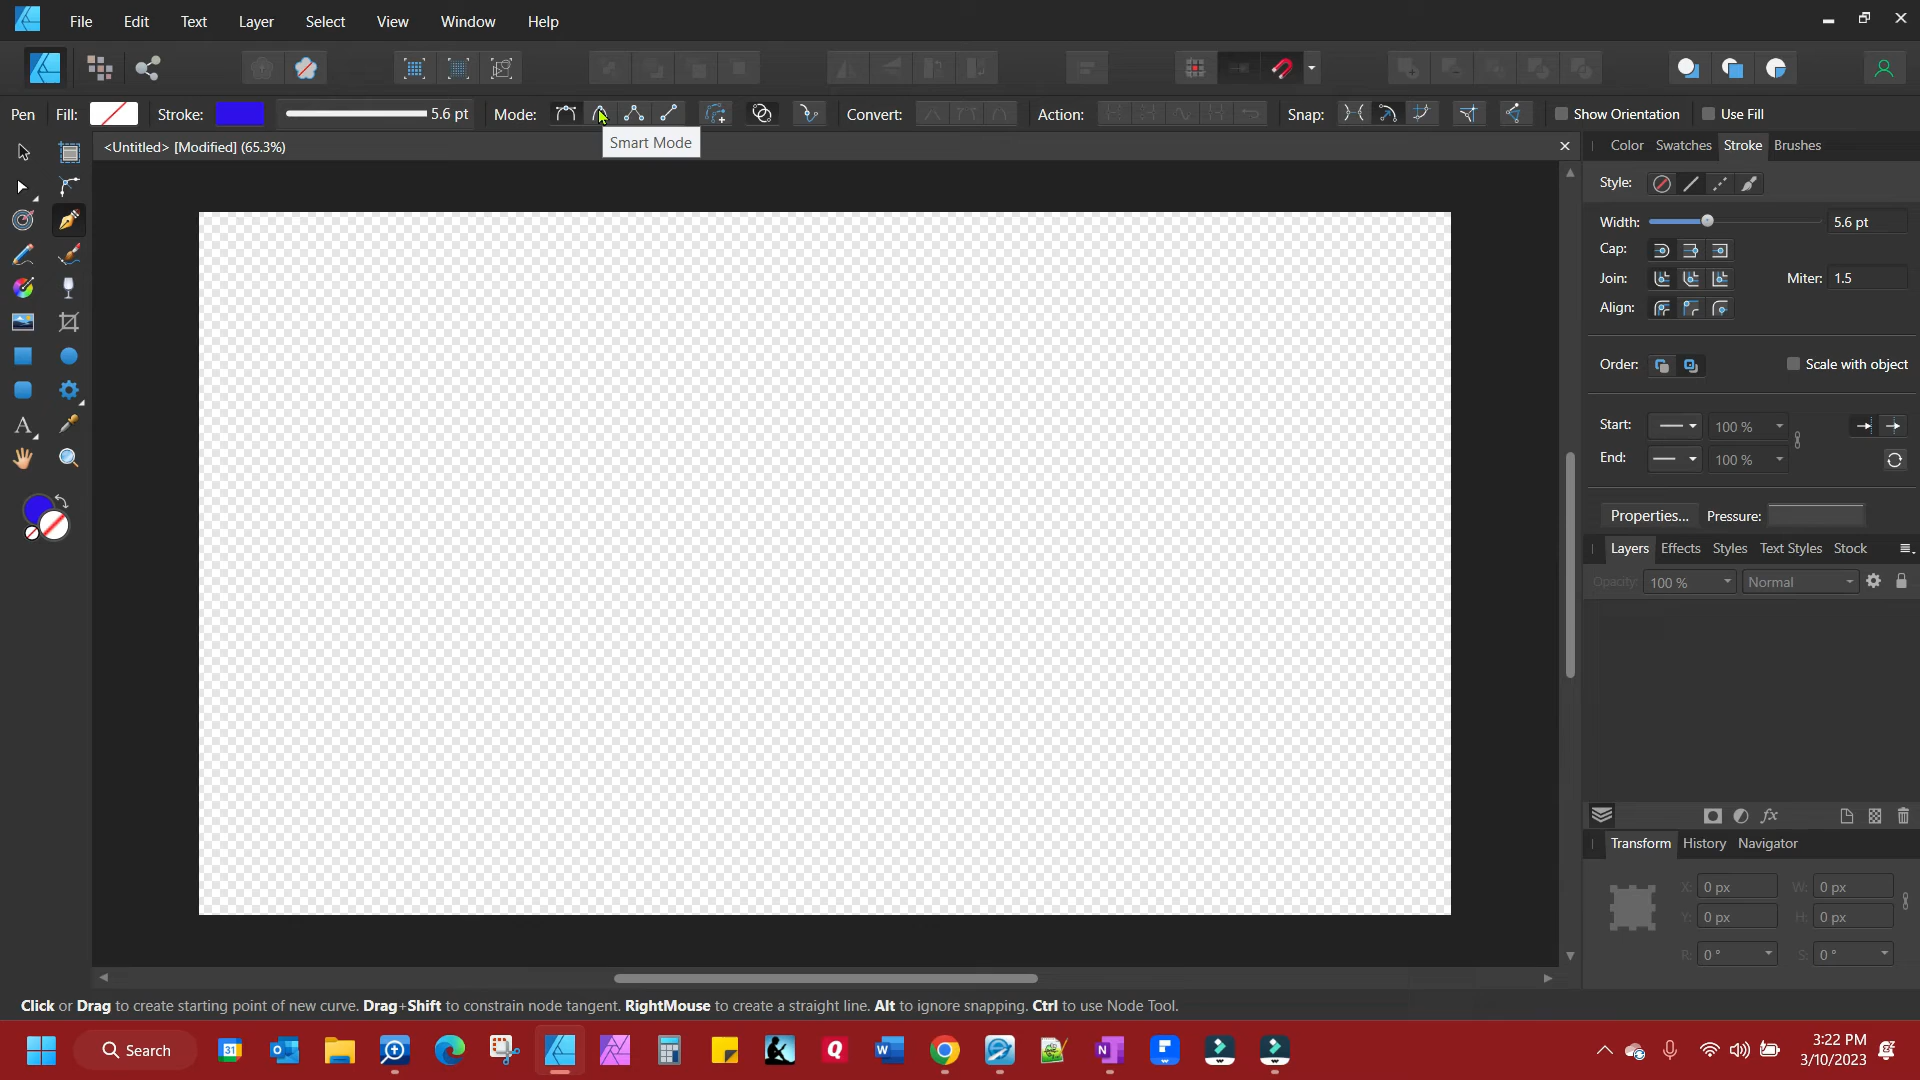 File Edit Text Layer Select View Window Help
Pen Fill: Stroke: 5.6 pt Mode: Convert: Action: Snap: Show Orientation Use Fill
Smart Mode
<Untitled> [Modified] (65.3%)
Color Swatches Stroke Brushes
Style:
Width: 5.6 pt
Cap:
Join: Miter: 1.5
Align:
Order: Scale with object
Start: 100 %
End: 100 %
Properties... Pressure:
Layers Effects Styles Text Styles Stock
Opacity: 100 % Normal
fx
Transform History Navigator
X: 0 px W: 0 px
Y: 0 px H: 0 px
R: 0 ° S: 0 °
Click or Drag to create starting point of new curve. Drag+Shift to constrain node tangent. RightMouse to create a straight line. Alt to ignore snapping. Ctrl to use Node Tool.
Search 31 Q W N
3:22 PM
3/10/2023